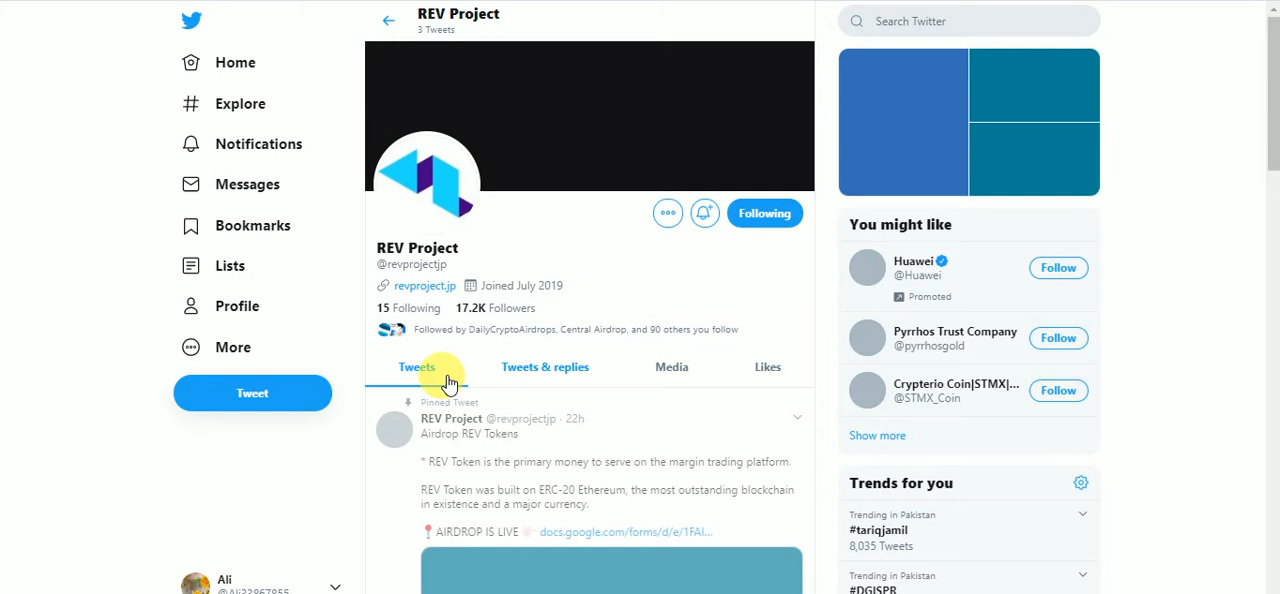 REV Project
3 Tweets
Search Twitter
Home
Explore
Notifications
Messages
Bookmarks
Lists
Profile
More
Tweet
Ali
Following
REV Project
@revprojectjp
revproject.jp Joined July 2019
15 Following 17.2K Followers
Followed by DailyCryptoAirdrops, Central Airdrop, and 90 others you follow
Tweets Tweets & replies Media Likes
Pinned Tweet
REV Project @revprojectjp · 22h
Airdrop REV Tokens
* REV Token is the primary money to serve on the margin trading platform.
REV Token was built on ERC-20 Ethereum, the most outstanding blockchain
in existence and a major currency.
📍 AIRDROP IS LIVE 👉🏻 docs.google.com/forms/d/e/1FAI...
You might like
Huawei
@Huawei
Follow
Promoted
Pyrrhos Trust Company
@pyrrhosgold
Follow
Crypterio Coin|STMX|...
@STMX_Coin
Follow
Show more
Trends for you
Trending in Pakistan
#tariqjamil
8,035 Tweets
Trending in Pakistan
#DGISPR